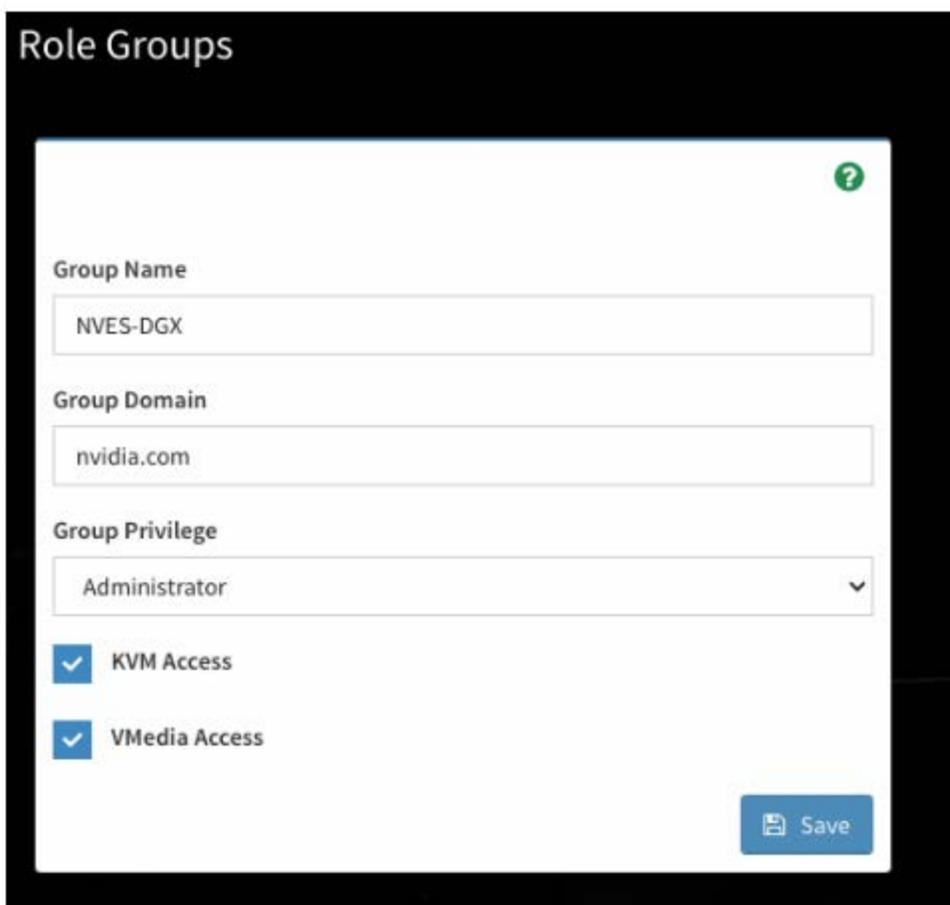 Role Groups
?
Group Name
NVES-DGX
Group Domain
nvidia.com
Group Privilege
Administrator
KVM Access
VMedia Access
Save